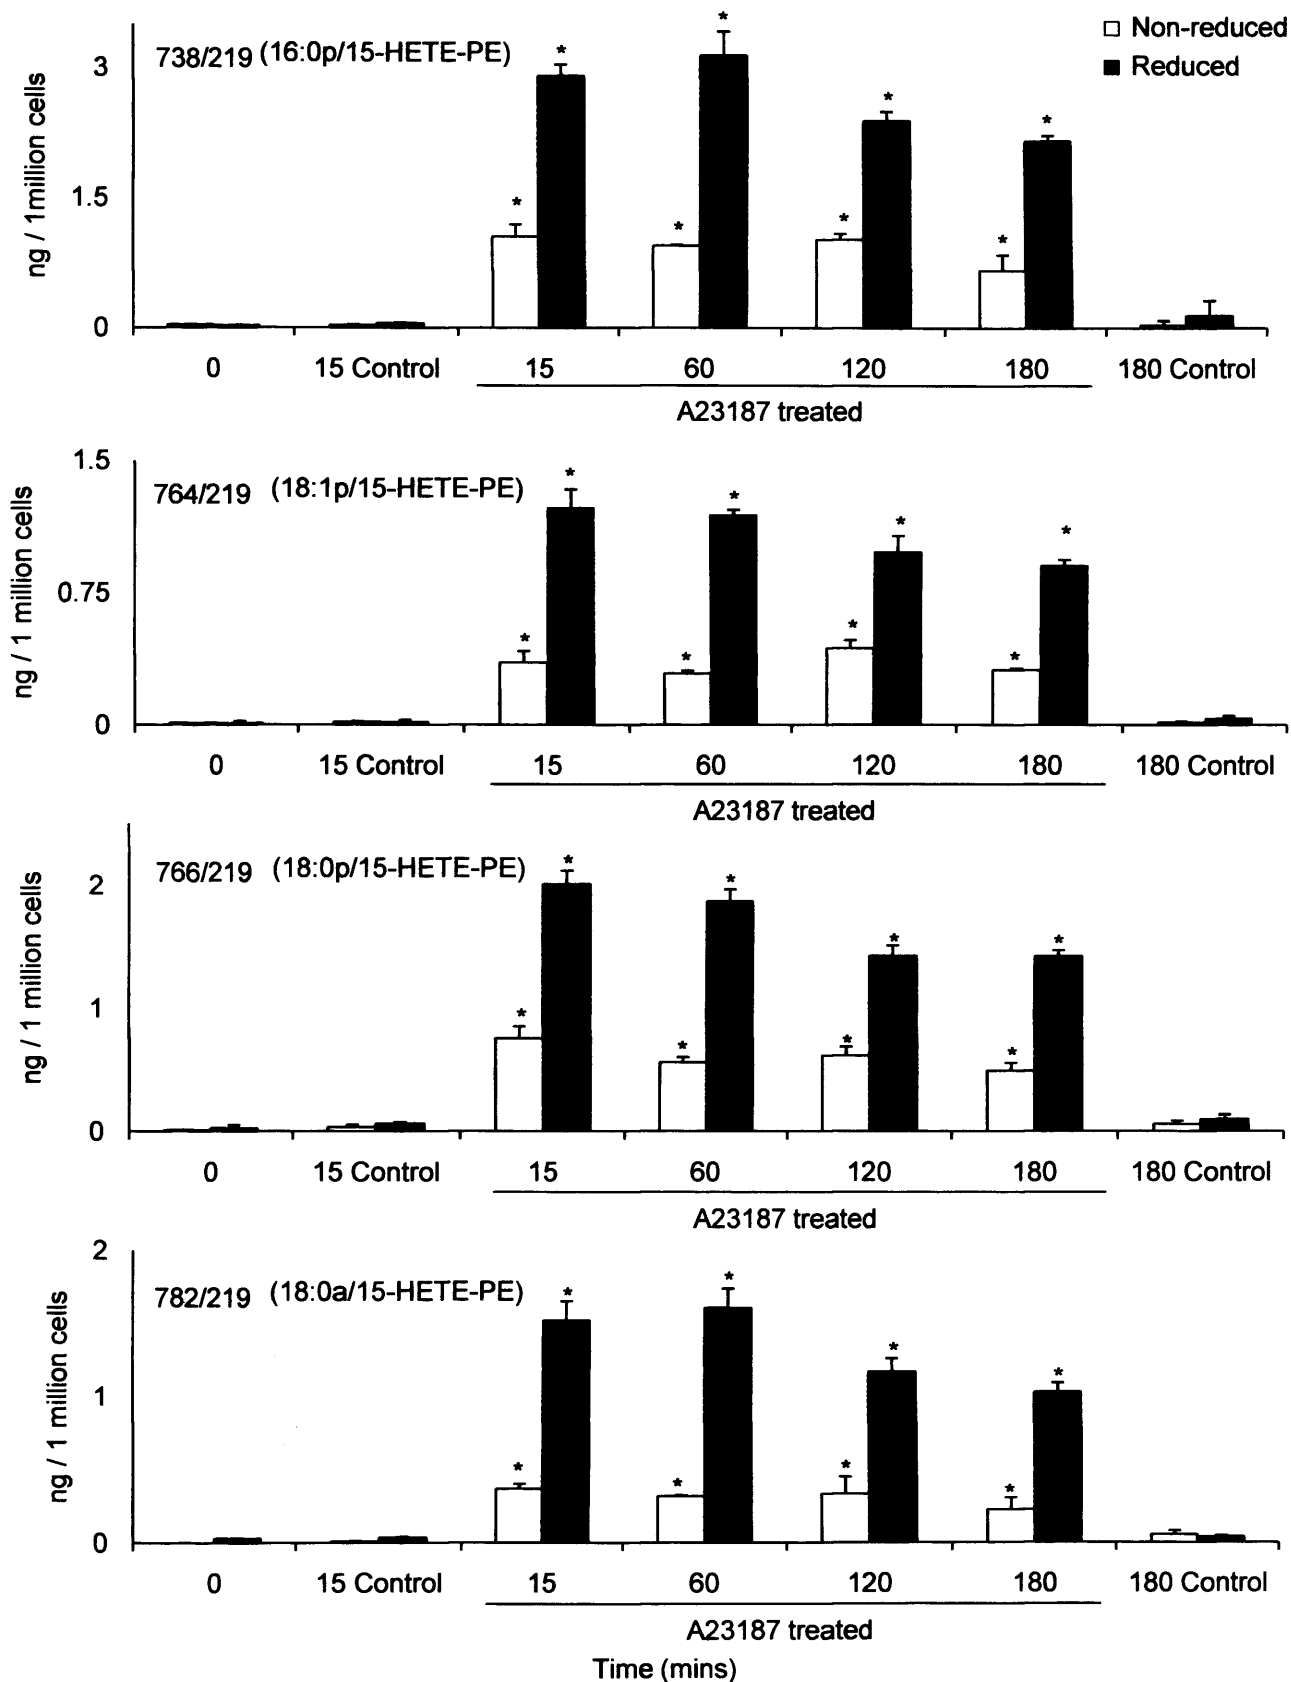 738/219 (16:0p/15-HETE-PE)
□ Non-reduced
■ Reduced
ng / 1million cells
3
1.5
0
* * * * * * * *
0 15 Control 15 60 120 180 180 Control
A23187 treated
764/219 (18:1p/15-HETE-PE)
ng / 1 million cells
1.5
0.75
0
* * * * * * * *
0 15 Control 15 60 120 180 180 Control
A23187 treated
766/219 (18:0p/15-HETE-PE)
ng / 1 million cells
2
1
0
* * * * * * * *
0 15 Control 15 60 120 180 180 Control
A23187 treated
782/219 (18:0a/15-HETE-PE)
ng / 1 million cells
2
1
0
* * * * * * * *
0 15 Control 15 60 120 180 180 Control
A23187 treated
Time (mins)